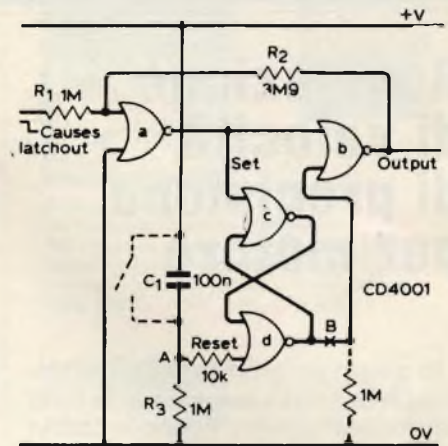 +V
R1 1M
R2
3M9
a
b
Causes
latchout
Set
Output
c
C1
100n
CD4001
A
Reset
10k
d
B
R3
1M
1M
0V